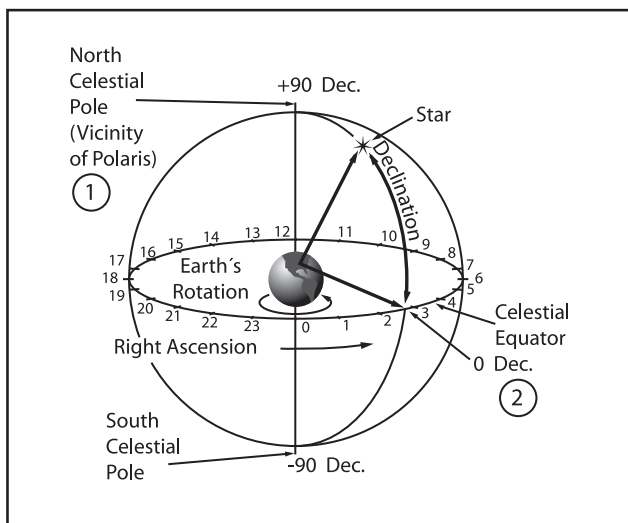 North
Celestial
Pole
(Vicinity
of Polaris)
1
+90 Dec.
Star
Declination
12
11
10
9
8
7
6
5
4
3
2
1
0
23
22
21
20
19
18
17
16
15
14
13
Earth´s
Rotation
Right Ascension
Celestial
Equator
0 Dec.
2
South
Celestial
Pole
-90 Dec.